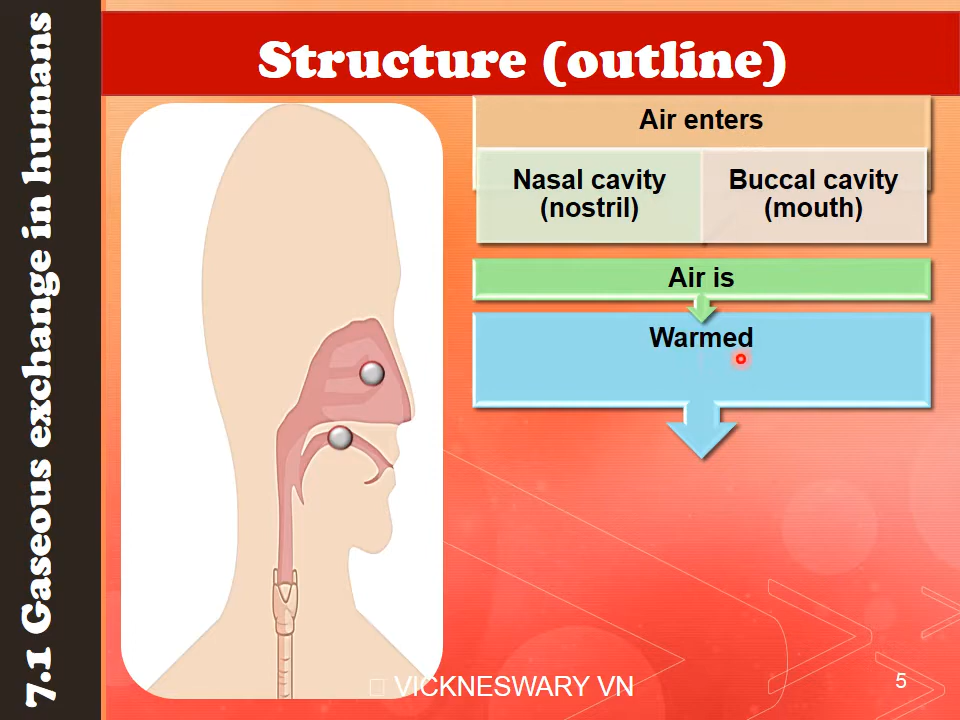 7.1 Gaseous exchange in humans
Structure (outline)
Air enters
Nasal cavity
(nostril)
Buccal cavity
(mouth)
Air is
Warmed
VICKNESWARY VN
5